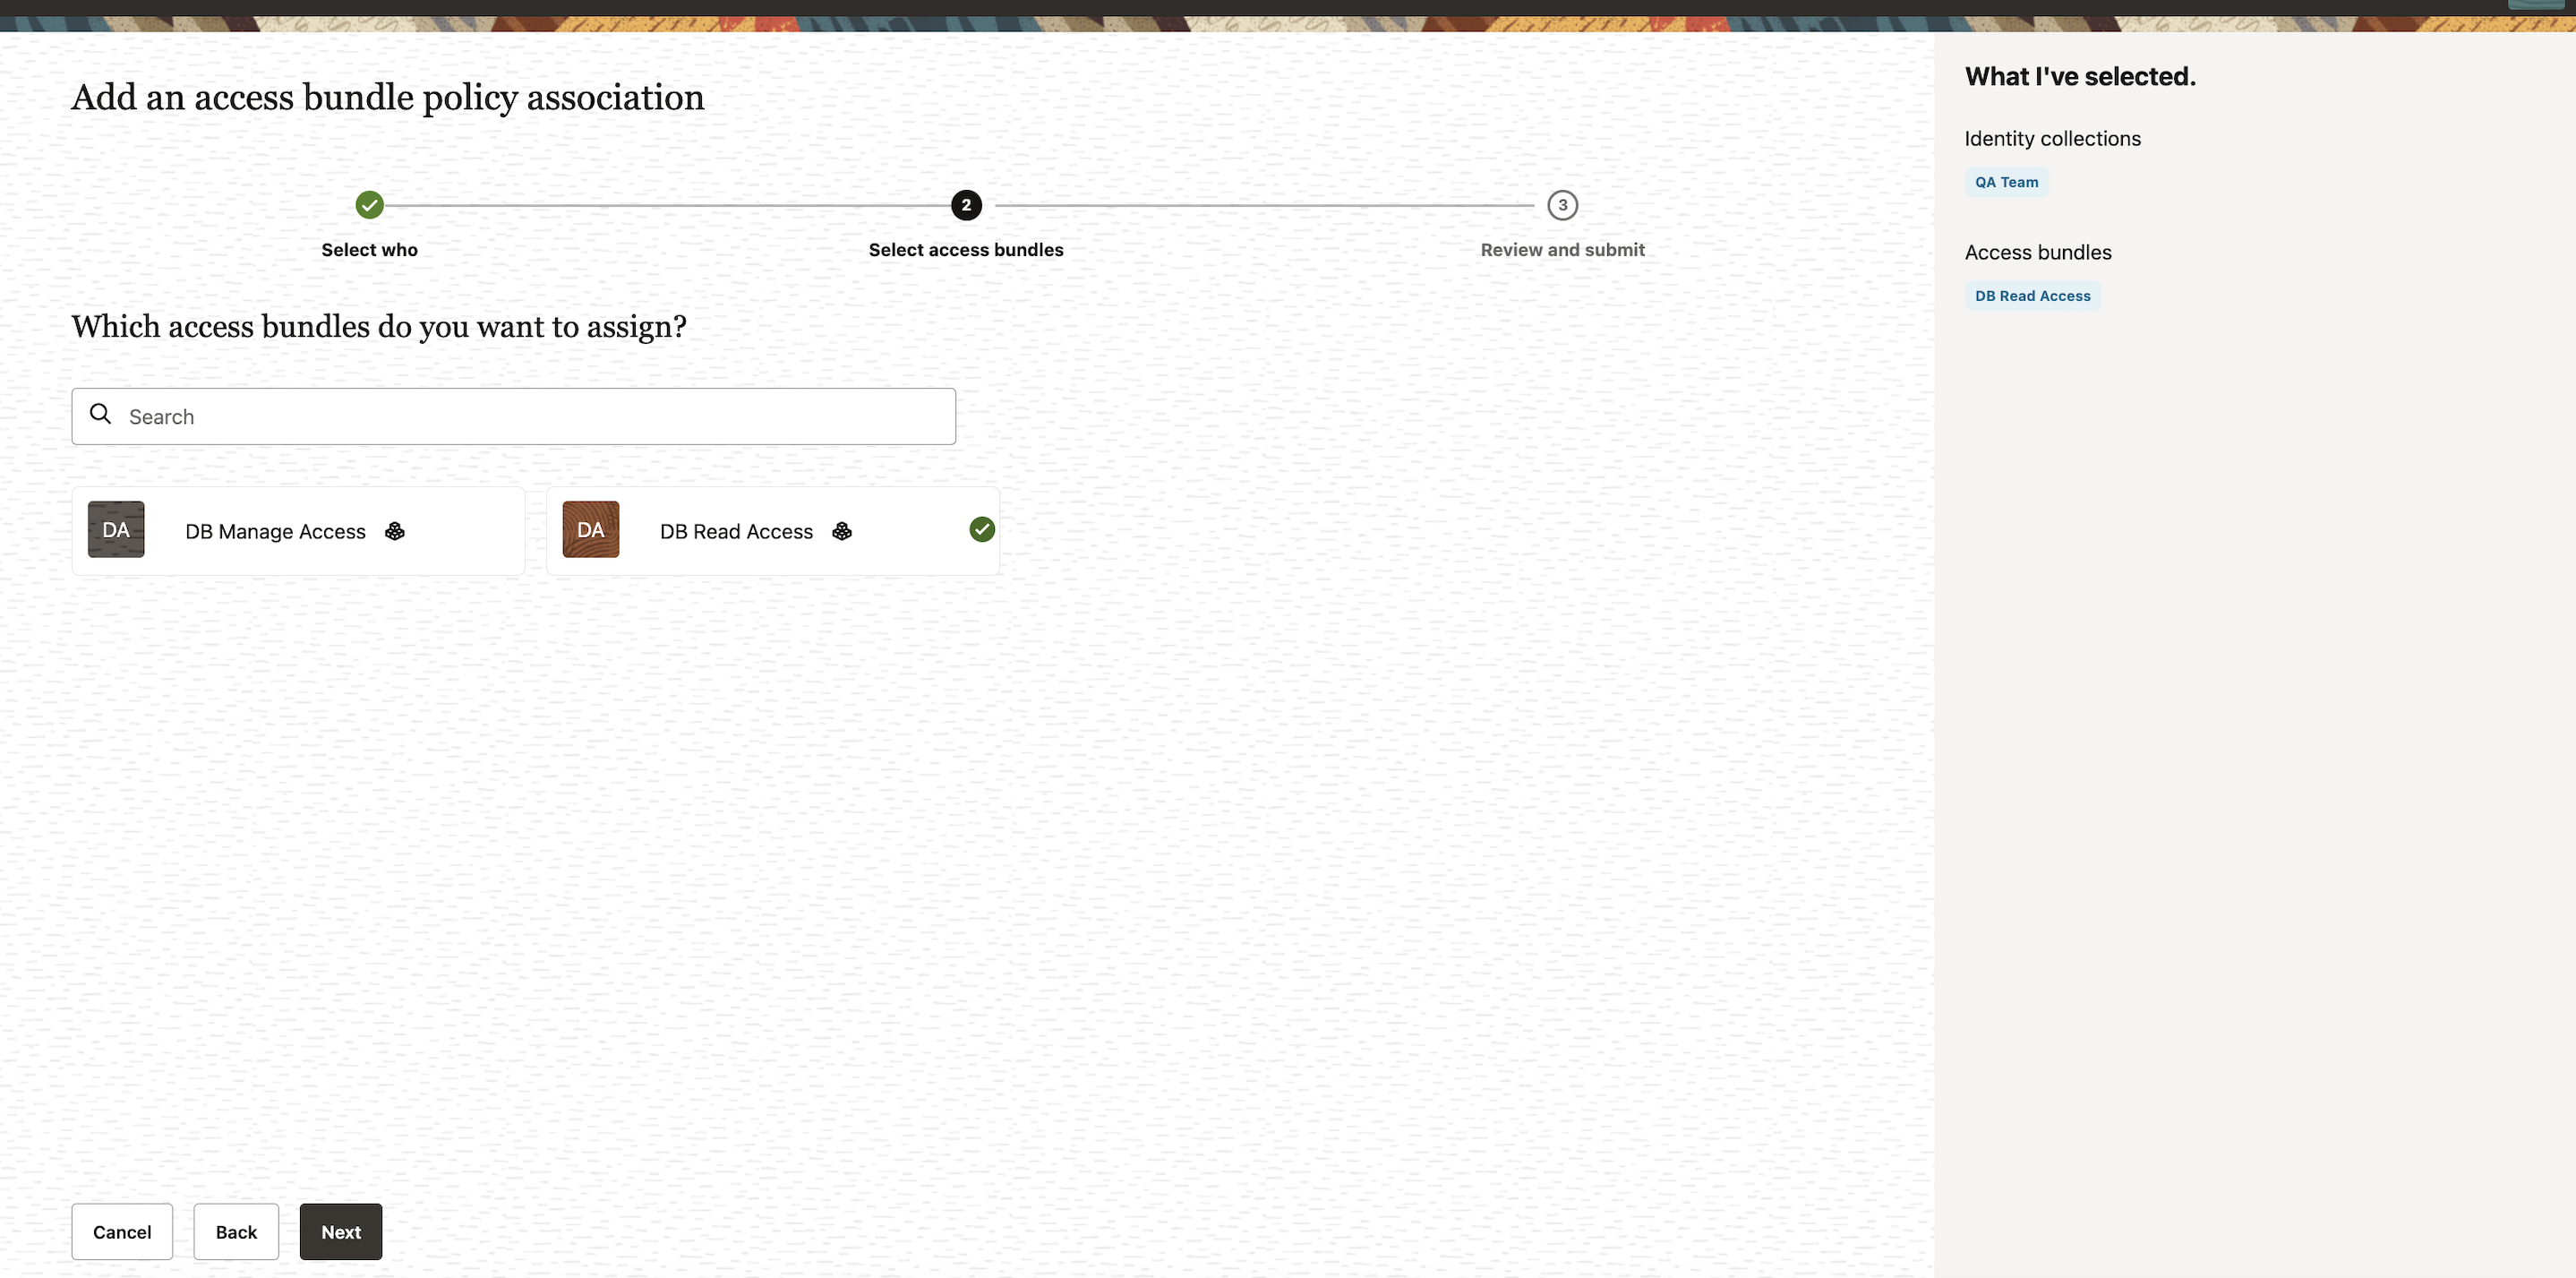 Add an access bundle policy association
2
3
Select who
Select access bundles
Review and submit
Which access bundles do you want to assign?
Search
DA
DB Manage Access
DA
DB Read Access
Cancel
Back
Next
What I've selected.
Identity collections
QA Team
Access bundles
DB Read Access